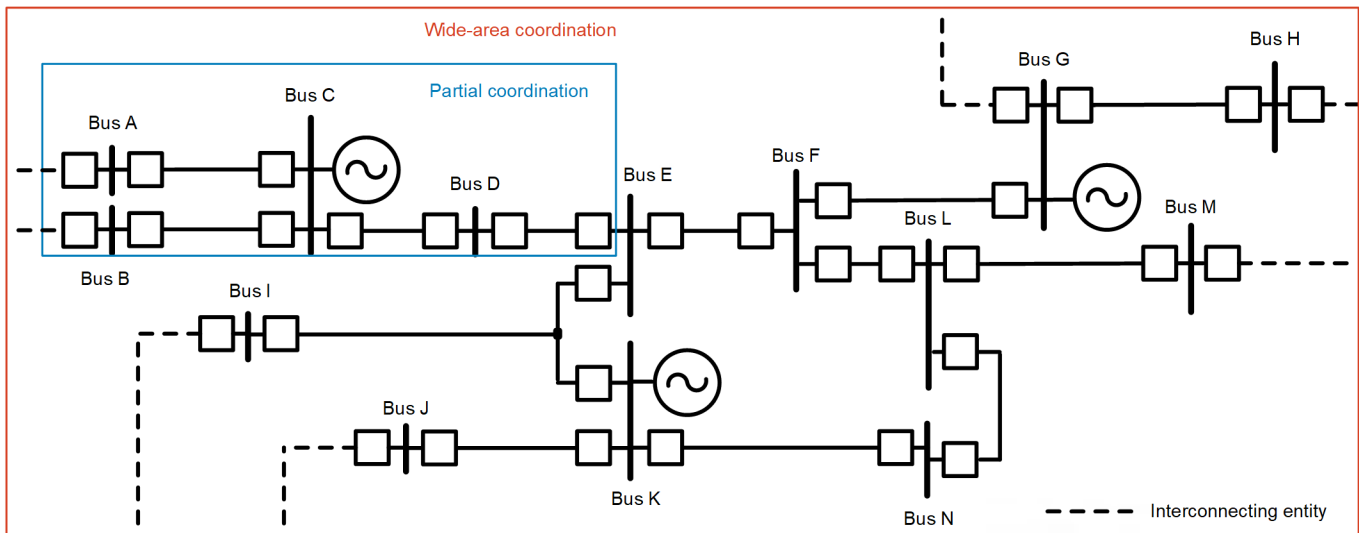 Wide-area coordination
Partial coordination
Bus A
Bus B
Bus C
Bus D
Bus E
Bus F
Bus G
Bus H
Bus I
Bus J
Bus K
Bus L
Bus M
Bus N
Interconnecting entity